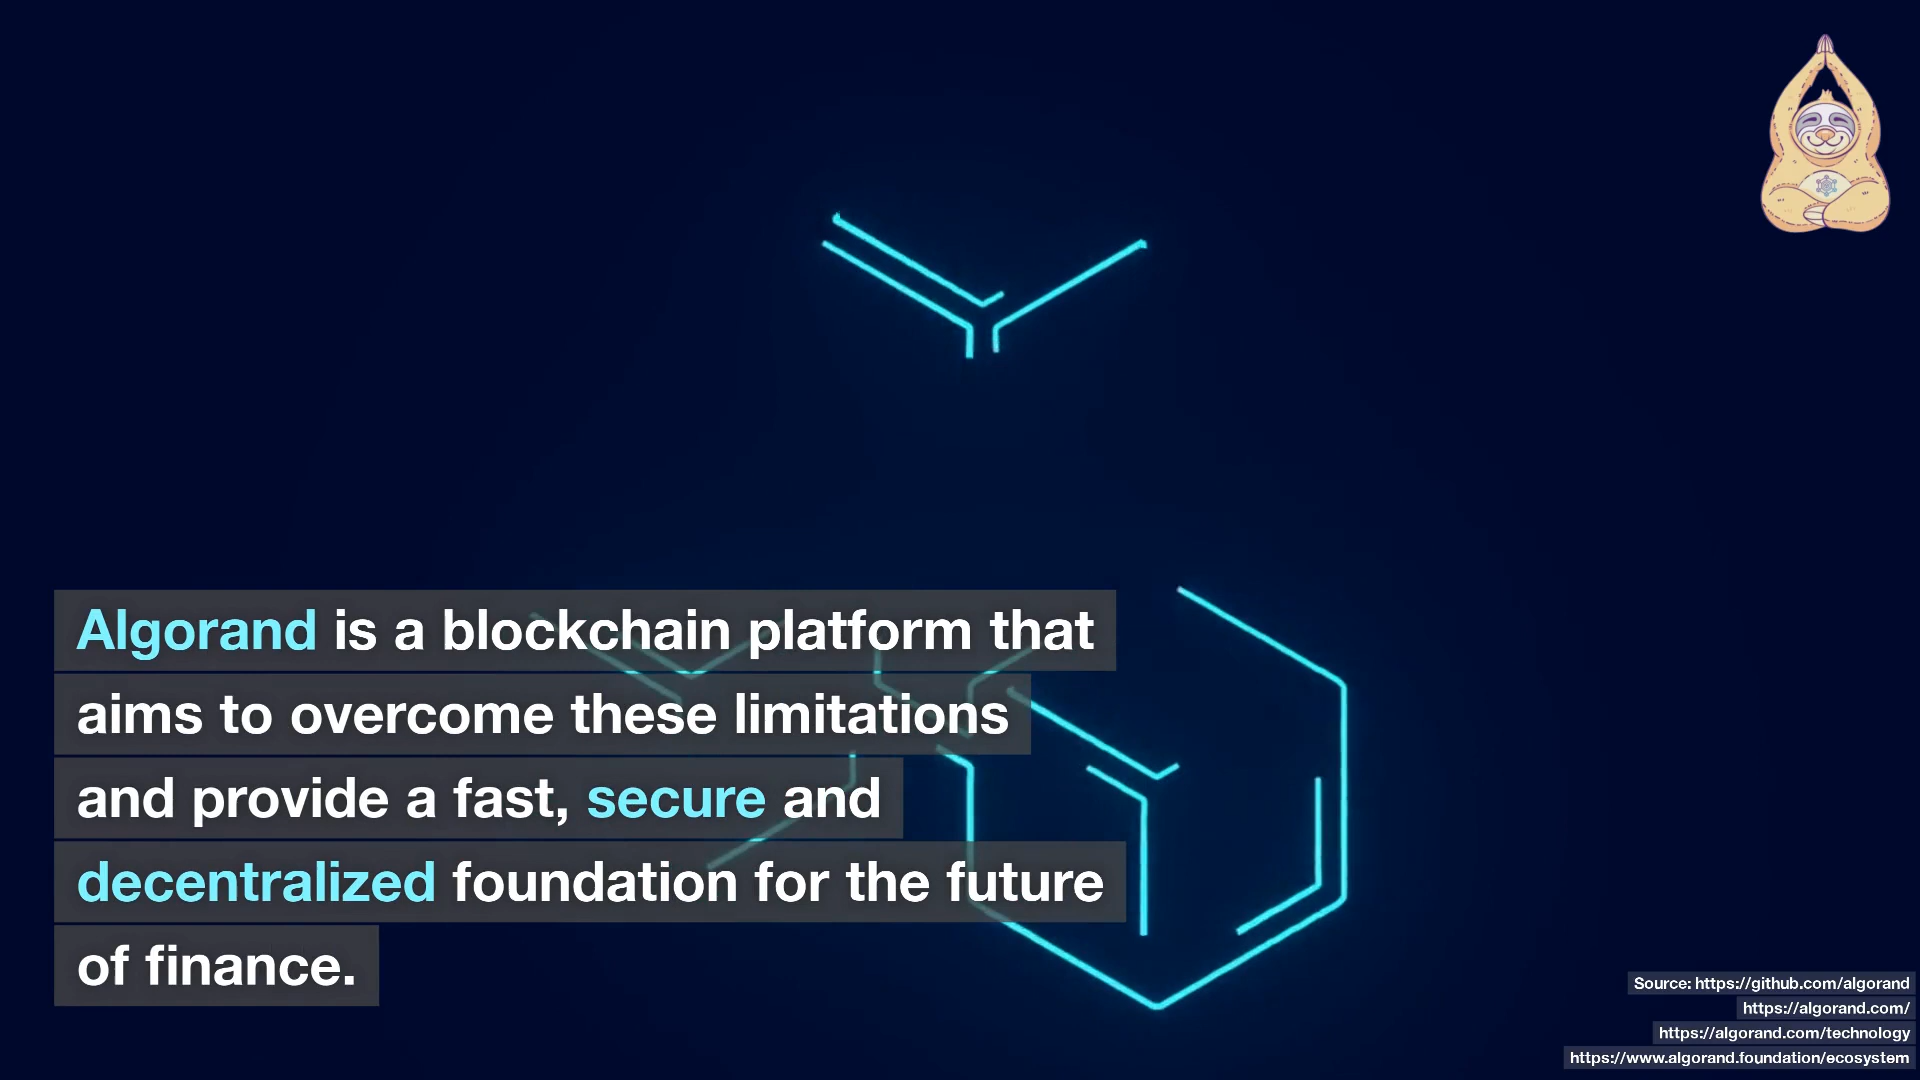 Algorand is a blockchain platform that
aims to overcome these limitations
and provide a fast, secure and
decentralized foundation for the future
of finance.
Source: https://github.com/algorand
https://algorand.com/
https://algorand.com/technology
https://www.algorand.foundation/ecosystem